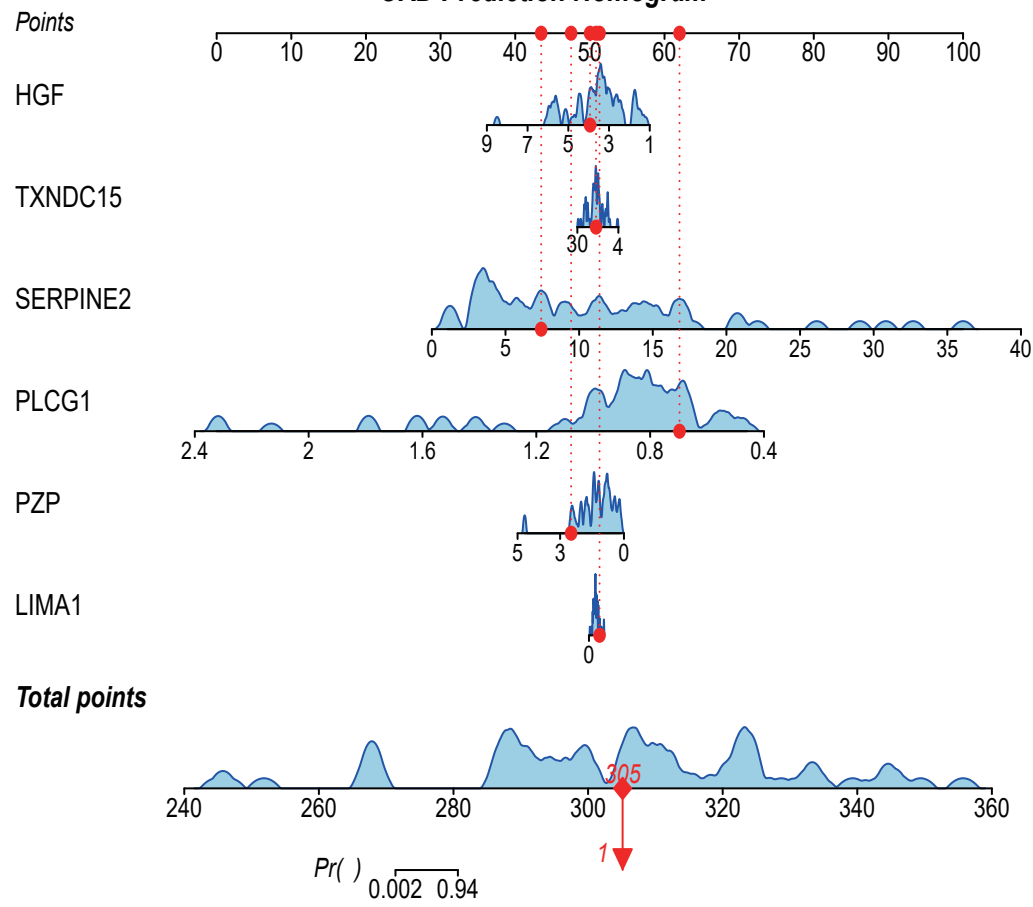 Points
0 10 20 30 40 50 60 70 80 90 100
HGF
9 7 5 3 1
TXNDC15
30 4
SERPINE2
0 5 10 15 20 25 30 35 40
PLCG1
2.4 2 1.6 1.2 0.8 0.4
PZP
5 3 0
LIMA1
0
Total points
305
240 260 280 300 320 340 360
1
Pr( )
0.002 0.94